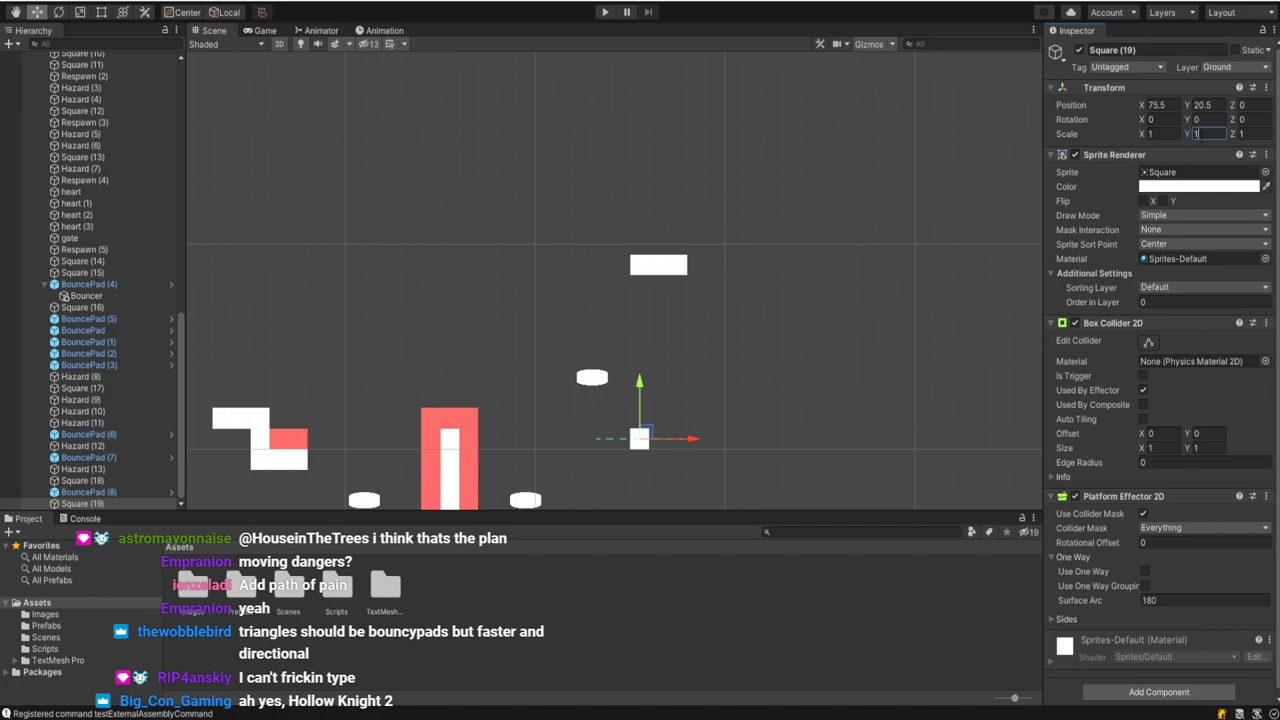 Center
Local
Account
Layers
Layout
Hierarchy
Scene
Game
Animator
Animation
Inspector
All
Shaded
2D
13
Gizmos
All
Square (10)
Square (11)
Respawn (2)
Hazard (3)
Hazard (4)
Square (12)
Respawn (3)
Hazard (5)
Hazard (6)
Square (13)
Hazard (7)
Respawn (4)
heart
heart (1)
heart (2)
heart (3)
gate
Respawn (5)
Square (14)
Square (15)
BouncePad (4)
Bouncer
Square (16)
BouncePad (5)
BouncePad
BouncePad (1)
BouncePad (2)
BouncePad (3)
Hazard (8)
Square (17)
Hazard (9)
Hazard (10)
Hazard (11)
BouncePad (6)
Hazard (12)
BouncePad (7)
Hazard (13)
Square (18)
BouncePad (8)
Square (19)
Square (19)
Static
Tag Untagged Layer Ground
Transform
Position X 75.5 Y 20.5 Z 0
Rotation X 0 Y 0 Z 0
Scale X 1 Y 1 Z 1
Sprite Renderer
Sprite Square
Color
Flip X Y
Draw Mode Simple
Mask Interaction None
Sprite Sort Point Center
Material Sprites-Default
Additional Settings
Sorting Layer Default
Order in Layer 0
Box Collider 2D
Edit Collider
Material None (Physics Material 2D)
Is Trigger
Used By Effector
Used By Composite
Auto Tiling
Offset X 0 Y 0
Size X 1 Y 1
Edge Radius 0
Info
Platform Effector 2D
Use Collider Mask
Collider Mask Everything
Rotational Offset 0
One Way
Use One Way
Use One Way Groupin
Surface Arc 180
Sides
Sprites-Default (Material)
Shader Sprites/Default Edit...
Add Component
Project
Console
19
Favorites
All Materials
All Models
All Prefabs
Assets
Images
Prefabs
Scenes
Scripts
TextMesh Pro
Packages
Assets
Scenes
Scripts
TextMesh...
astromayonnaise @HouseinTheTrees i think thats the plan
Empranion moving dangers?
Add path of pain
Empranion yeah
thewobblebird triangles should be bouncypads but faster and
directional
RIP4anskiy I can't frickin type
Big_Con_Gaming ah yes, Hollow Knight 2
Registered command testExternalAssemblyCommand